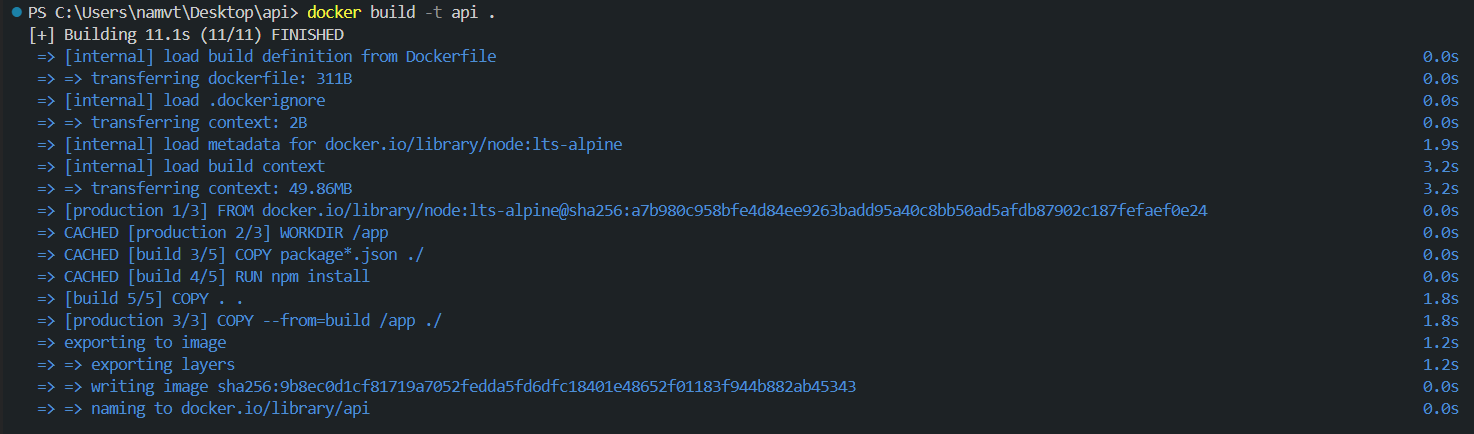 PS C:\Users\namvt\Desktop\api> docker build -t api .
[+] Building 11.1s (11/11) FINISHED
=> [internal] load build definition from Dockerfile 0.0s
=> => transferring dockerfile: 311B 0.0s
=> [internal] load .dockerignore 0.0s
=> => transferring context: 2B 0.0s
=> [internal] load metadata for docker.io/library/node:lts-alpine 1.9s
=> [internal] load build context 3.2s
=> => transferring context: 49.86MB 3.2s
=> [production 1/3] FROM docker.io/library/node:lts-alpine@sha256:a7b980c958bfe4d84ee9263badd95a40c8bb50ad5afdb87902c187fefaef0e24 0.0s
=> CACHED [production 2/3] WORKDIR /app 0.0s
=> CACHED [build 3/5] COPY package*.json ./ 0.0s
=> CACHED [build 4/5] RUN npm install 0.0s
=> [build 5/5] COPY . . 1.8s
=> [production 3/3] COPY --from=build /app ./ 1.8s
=> exporting to image 1.2s
=> => exporting layers 1.2s
=> => writing image sha256:9b8ec0d1cf81719a7052fedda5fd6dfc18401e48652f01183f944b882ab45343 0.0s
=> => naming to docker.io/library/api 0.0s